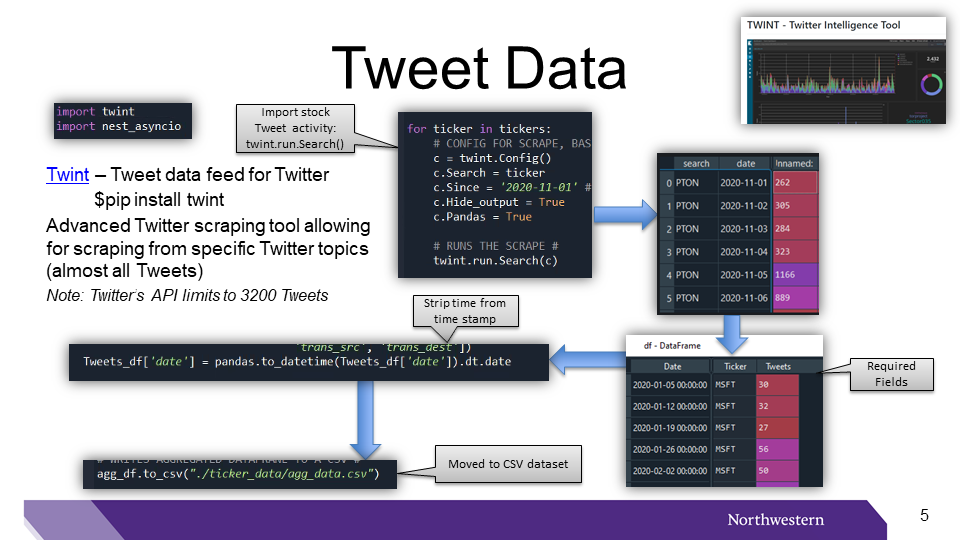 TWINT - Twitter Intelligence Tool
Tweet Data
2,432
import twint
import nest_asyncio
Import stock
Tweet activity:
twint.run.Search()
for ticker in tickers:
# CONFIG FOR SCRAPE, BAS
c = twint.Config()
c.Search = ticker
c.Since = '2020-11-01' #
c.Hide_output = True
c.Pandas = True
# RUNS THE SCRAPE #
twint.run.Search(c)
Twint – Tweet data feed for Twitter
$pip install twint
Advanced Twitter scraping tool allowing
for scraping from specific Twitter topics
(almost all Tweets)
Note: Twitter's API limits to 3200 Tweets
search date Unnamed:
0 PTON 2020-11-01 262
1 PTON 2020-11-02 305
2 PTON 2020-11-03 284
3 PTON 2020-11-04 323
4 PTON 2020-11-05 1166
5 PTON 2020-11-06 889
Strip time from
time stamp
'trans_src', 'trans_dest'])
Tweets_df['date'] = pandas.to_datetime(Tweets_df['date']).dt.date
df - DataFrame
Date Ticker Tweets
2020-01-05 00:00:00 MSFT 30
2020-01-12 00:00:00 MSFT 32
2020-01-19 00:00:00 MSFT 27
2020-01-26 00:00:00 MSFT 56
2020-02-02 00:00:00 MSFT 50
Required
Fields
# WRITES AGGREGATED DATAFRAME TO A CSV #
agg_df.to_csv("./ticker_data/agg_data.csv")
Moved to CSV dataset
Northwestern
5